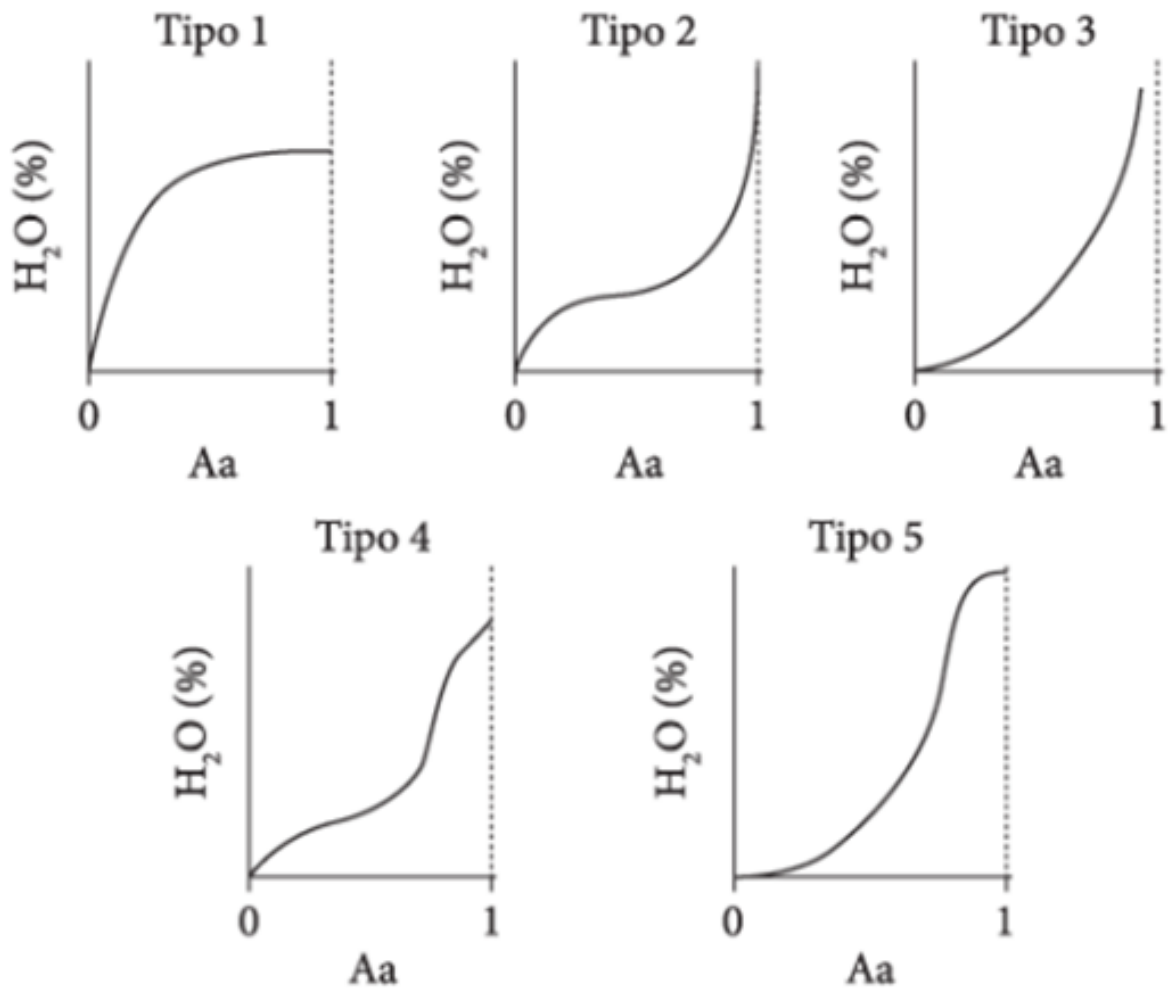 Tipo 1
H₂O (%)
0 1
Aa
Tipo 2
H₂O (%)
0 1
Aa
Tipo 3
H₂O (%)
0 1
Aa
Tipo 4
H₂O (%)
0 1
Aa
Tipo 5
H₂O (%)
0 1
Aa